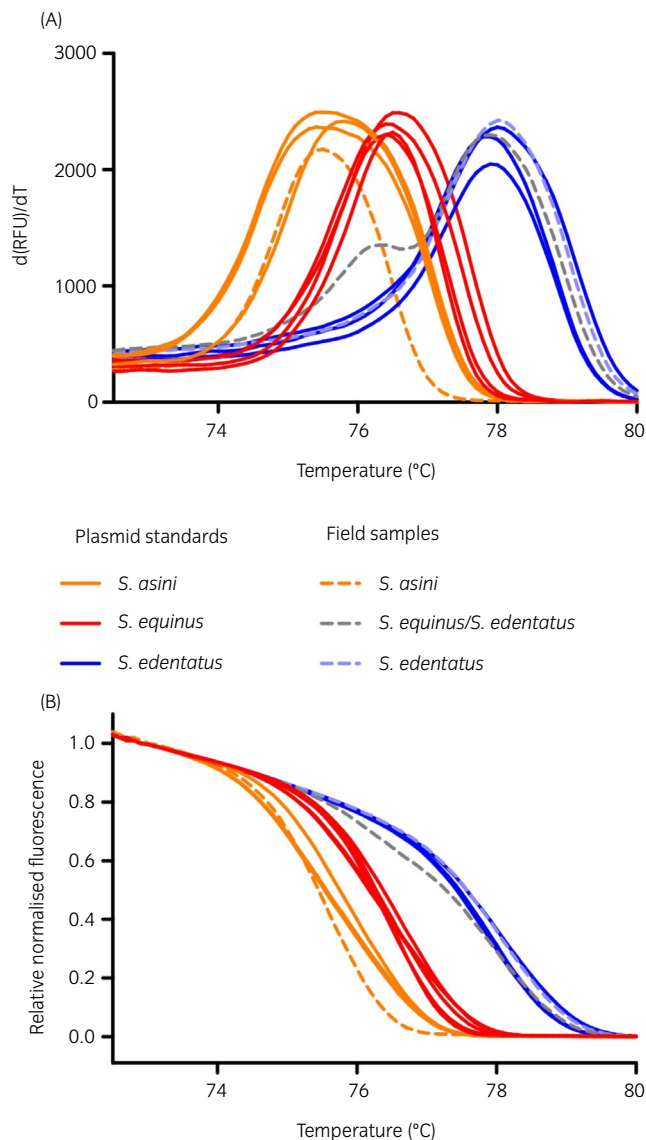 (A)
3000
2000
1000
0
d(RFU)/dT
74 76 78 80
Temperature (ºC)
Plasmid standards Field samples
S. asini S. asini
S. equinus S. equinus/S. edentatus
S. edentatus S. edentatus
(B)
1.0
0.8
0.6
0.4
0.2
0.0
Relative normalised fluorescence
74 76 78 80
Temperature (ºC)